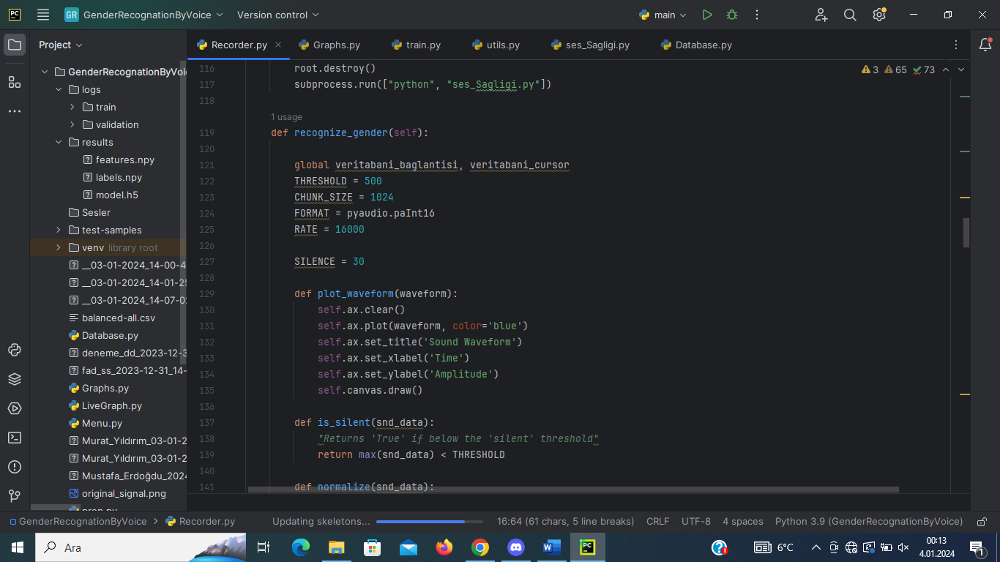 PC
GR GenderRecognationByVoice Version control main
Project
Recorder.py Graphs.py train.py utils.py ses_Sagligi.py Database.py
GenderRecognationByVoice
logs
train
validation
results
features.npy
labels.npy
model.h5
Sesler
test-samples
venv library root
__03-01-2024_14-00-4
__03-01-2024_14-01-25
__03-01-2024_14-07-0
balanced-all.csv
Database.py
deneme_dd_2023-12-3
fad_ss_2023-12-31_14-
Graphs.py
LiveGraph.py
Menu.py
Murat_Yıldırım_03-01-2
Murat_Yıldırım_03-01-2
Mustafa_Erdoğdu_2024
original_signal.png
prep.py
3 65 73
116 root.destroy()
117 subprocess.run(["python", "ses_Sagligi.py"])
118
1 usage
119 def recognize_gender(self):
120
121 global veritabani_baglantisi, veritabani_cursor
122 THRESHOLD = 500
123 CHUNK_SIZE = 1024
124 FORMAT = pyaudio.paInt16
125 RATE = 16000
126
127 SILENCE = 30
128
129 def plot_waveform(waveform):
130 self.ax.clear()
131 self.ax.plot(waveform, color='blue')
132 self.ax.set_title('Sound Waveform')
133 self.ax.set_xlabel('Time')
134 self.ax.set_ylabel('Amplitude')
135 self.canvas.draw()
136
137 def is_silent(snd_data):
138 "Returns 'True' if below the 'silent' threshold"
139 return max(snd_data) < THRESHOLD
140
141 def normalize(snd_data):
GenderRecognationByVoice > Recorder.py Updating skeletons... 16:64 (61 chars, 5 line breaks) CRLF UTF-8 4 spaces Python 3.9 (GenderRecognationByVoice)
Ara 6°C 00:13
4.01.2024 1